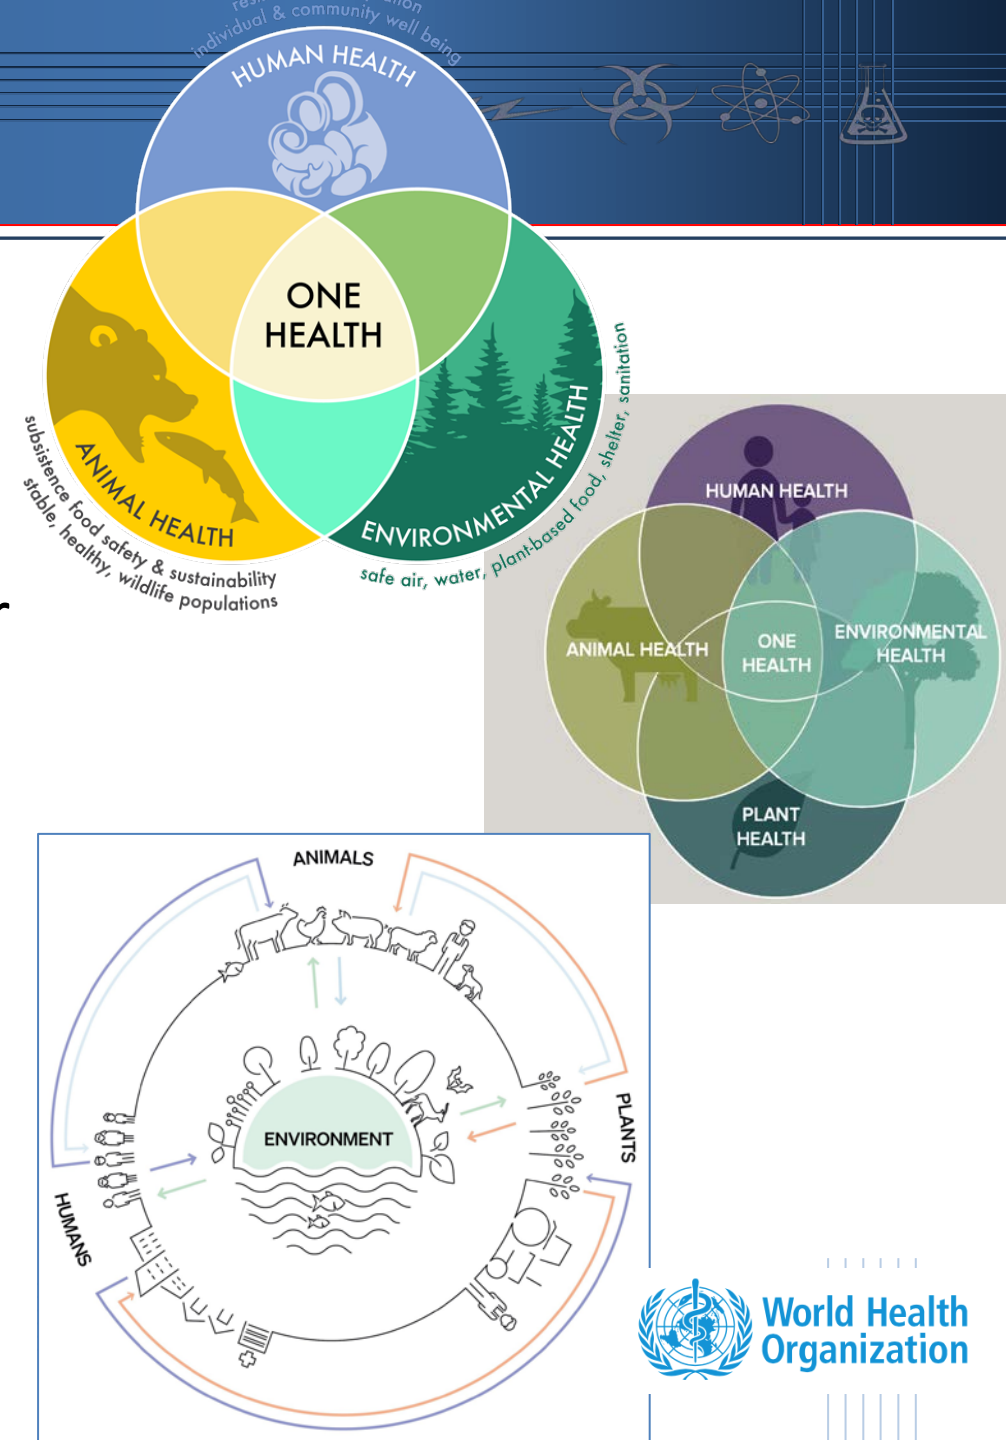 individual & community well being
HUMAN HEALTH
ONE
HEALTH
ANIMAL HEALTH
ENVIRONMENTAL HEALTH
subsistence food safety & sustainability
stable, healthy, wildlife populations
safe air, water, plant-based food, shelter, sanitation
HUMAN HEALTH
ANIMAL HEALTH
ONE
HEALTH
ENVIRONMENTAL
HEALTH
PLANT
HEALTH
ANIMALS
PLANTS
ENVIRONMENT
HUMANS
World Health
Organization